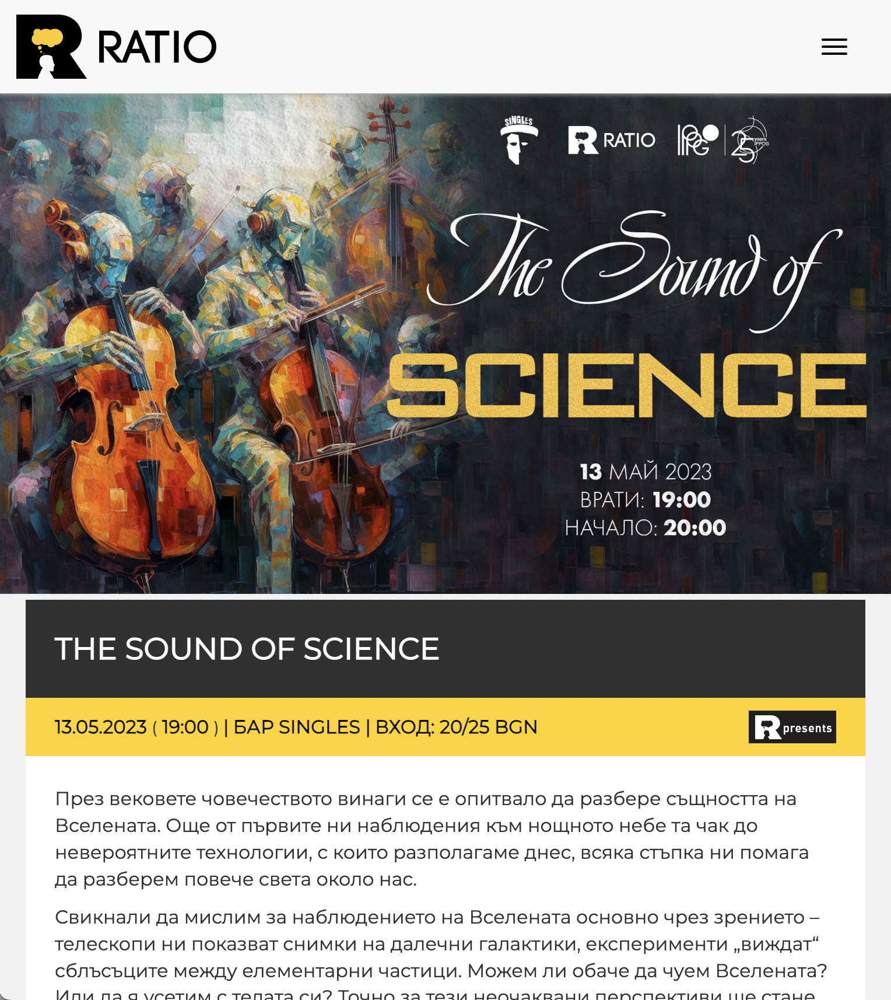 RATIO
SINGLES
RATIO
IPPOG 25 years IPPOG
The Sound of
SCIENCE
13 МАЙ 2023
ВРАТИ: 19:00
НАЧАЛО: 20:00
THE SOUND OF SCIENCE
13.05.2023 ( 19:00 ) | БАР SINGLES | ВХОД: 20/25 BGN
R presents
През вековете човечеството винаги се е опитвало да разбере същността на
Вселената. Още от първите ни наблюдения към нощното небе та чак до
невероятните технологии, с които разполагаме днес, всяка стъпка ни помага
да разберем повече света около нас.
Свикнали да мислим за наблюдението на Вселената основно чрез зрението –
телескопи ни показват снимки на далечни галактики, експерименти „виждат“
сблъсъците между елементарни частици. Можем ли обаче да чуем Вселената?
Или да я усетим с телата си? Точно за тези неочаквани перспективи ще стане